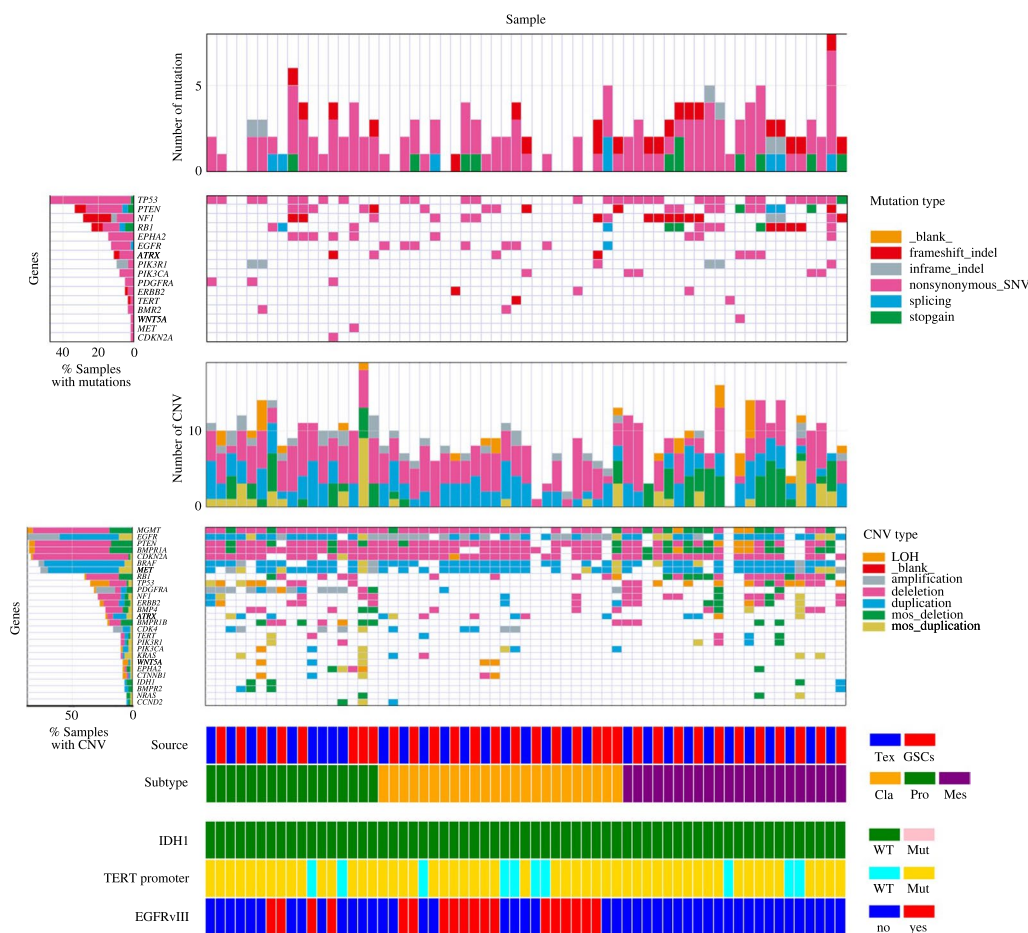 Sample
Number of mutation
5
0
Genes
TP53
PTEN
NF1
RB1
EPHA2
EGFR
ATRX
PIK3R1
PIK3CA
PDGFRA
ERBB2
TERT
BMR2
WNT5A
MET
CDKN2A
40 20 0
% Samples
with mutations
Mutation type
_blank_
frameshift_indel
inframe_indel
nonsynonymous_SNV
splicing
stopgain
Number of CNV
10
0
Genes
MGMT
EGFR
PTEN
BMPR1A
CDKN2A
BRAF
MET
RB1
TP53
PDGFRA
NF1
ERBB2
BMP4
ATRX
BMPR1B
CDK4
TERT
PIK3R1
PIK3CA
KRAS
WNT5A
EPHA2
CTNNB1
IDH1
BMPR2
NRAS
CCND2
50 0
% Samples
with CNV
CNV type
LOH
_blank
amplification
deleletion
duplication
mos_deletion
mos_duplication
Source
Tex GSCs
Subtype
Cla Pro Mes
IDH1
WT Mut
TERT promoter
WT Mut
EGFRvIII
no yes